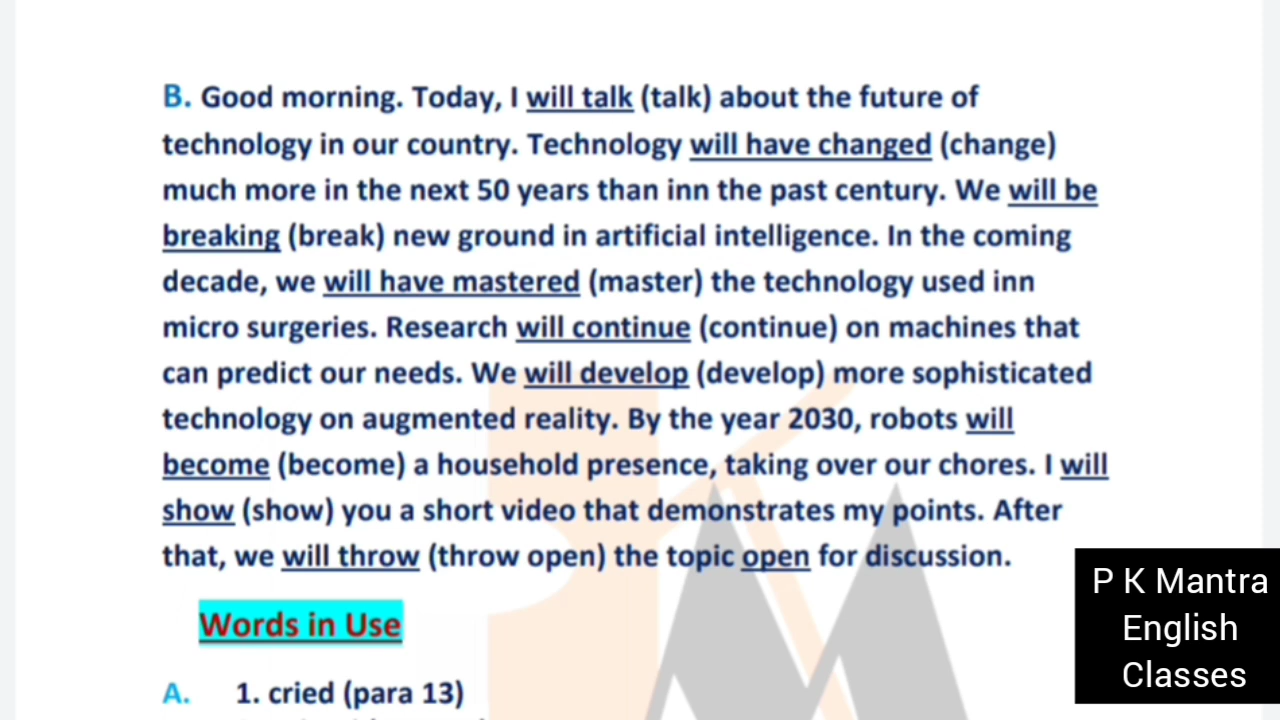 B. Good morning. Today, I will talk (talk) about the future of
technology in our country. Technology will have changed (change)
much more in the next 50 years than inn the past century. We will be
breaking (break) new ground in artificial intelligence. In the coming
decade, we will have mastered (master) the technology used inn
micro surgeries. Research will continue (continue) on machines that
can predict our needs. We will develop (develop) more sophisticated
technology on augmented reality. By the year 2030, robots will
become (become) a household presence, taking over our chores. I will
show (show) you a short video that demonstrates my points. After
that, we will throw (throw open) the topic open for discussion.
P K Mantra
English
Classes
Words in Use
A. 1. cried (para 13)